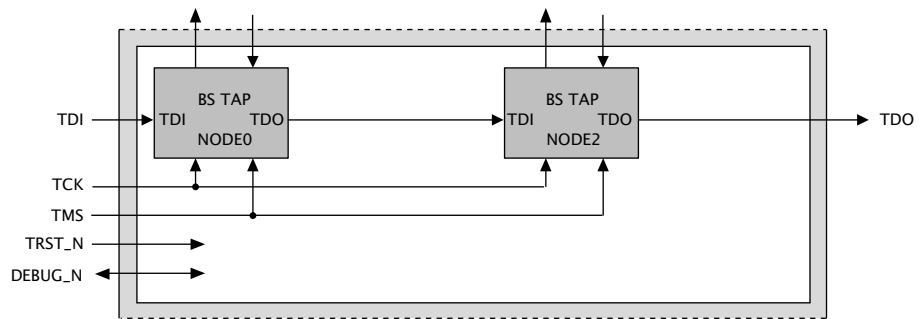 BS TAP
BS TAP
TDI
TDI
TDO
TDI
TDO
TDO
NODE0
NODE2
TCK
TMS
TRST_N
DEBUG_N